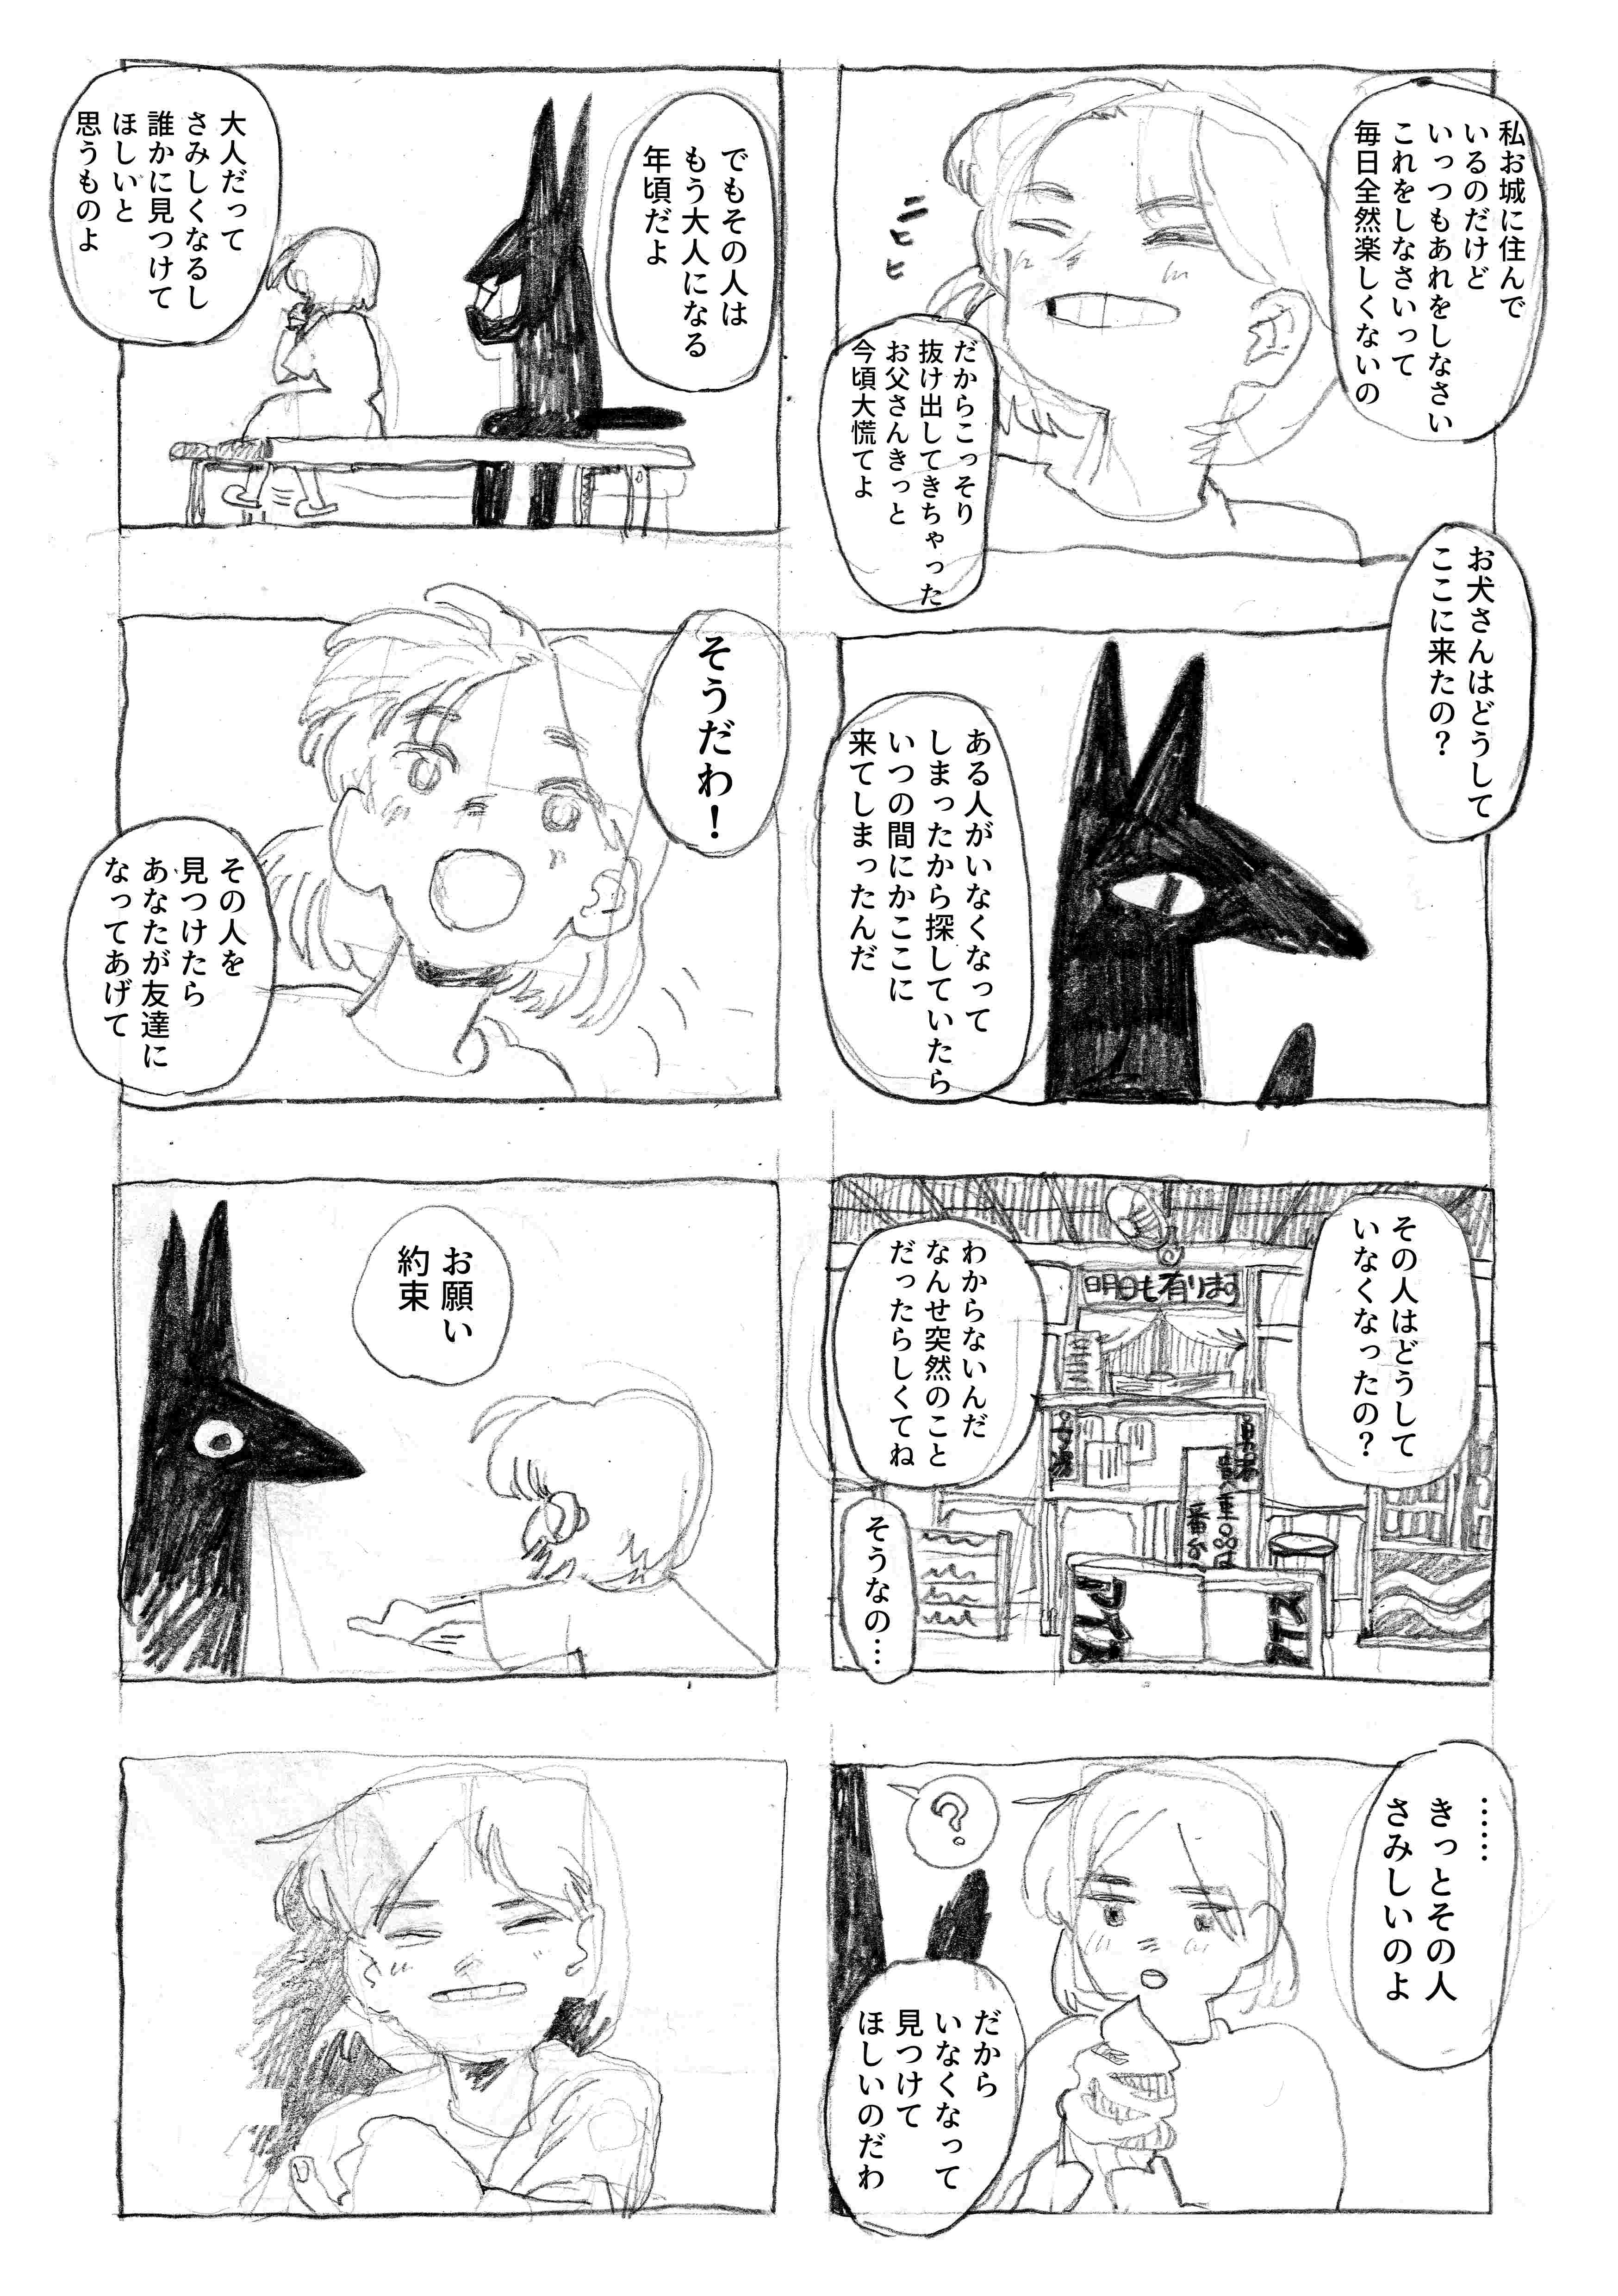 私お城に住んで
いるのだけど
いっつもあれをしなさい
これをしなさいって
毎日全然楽しくないの
ニヒヒ
だからこっそり
抜け出してきちゃった
お父さんきっと
今頃大慌てよ
お犬さんはどうして
ここに来たの？
ある人がいなくなって
しまったから探していたら
いつの間にかここに
来てしまったんだ
その人はどうして
いなくなったの？
明日も有ります
わからないんだ
なんせ突然のこと
だったらしくてね
男湯
女湯
そうなの…
……
きっとその人
さみしいのよ
？
だから
いなくなって
見つけて
ほしいのだわ
でもその人は
もう大人になる
年頃だよ
大人だって
さみしくなるし
誰かに見つけて
ほしいと
思うものよ
そうだわ！
その人を
見つけたら
あなたが友達に
なってあげて
お願い
約束